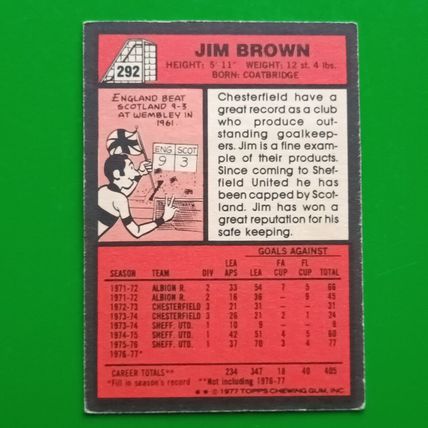 292
JIM BROWN
HEIGHT: 5' 11" WEIGHT: 12 st. 4 lbs.
BORN: COATBRIDGE
ENGLAND BEAT
SCOTLAND 9-3
AT WEMBLEY IN
1961.
ENG SCOT
9 3
Chesterfield have a
great record as a club
who produce out-
standing goalkeep-
ers. Jim is a fine exam-
ple of their products.
Since coming to Shef-
field United he has
been capped by Scot-
land. Jim has won a
great reputation for his
safe keeping.
GOALS AGAINST
SEASON TEAM DIV LEA APS LEA FA CUP FL CUP TOTAL
1971-72 ALBION R. 2 33 54 7 5 66
1971-72 ALBION R. 2 16 36 — 9 45
1972-73 CHESTERFIELD 3 21 31
1973-74 CHESTERFIELD 3 26 21 2 1 24
1973-74 SHEFF. UTD. 1 10 9 — — 9
1974-75 SHEFF. UTD. 1 42 51 4 5 60
1975-76 SHEFF. UTD. 1 37 70 3 4 77
1976-77*
CAREER TOTALS** 234 347 18 40 405
*Fill in season's record **Not including 1976-77
** © 1977 TOPPS CHEWING GUM, INC.